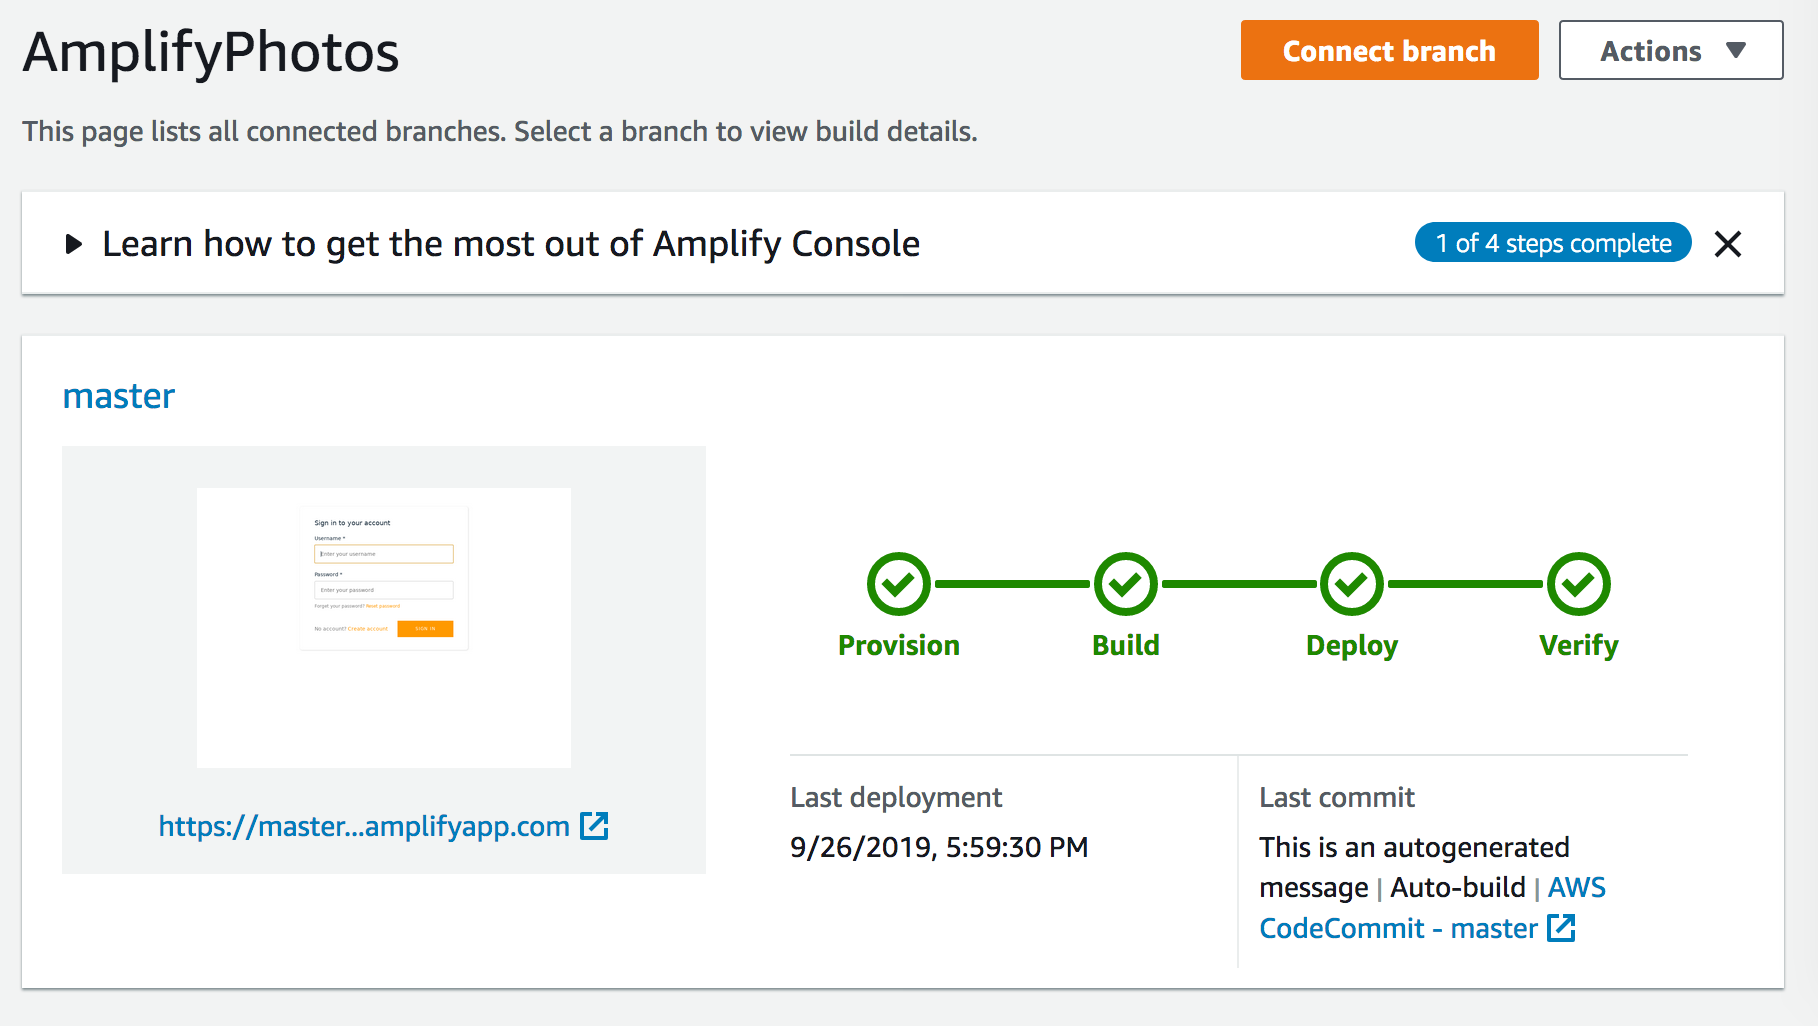 AmplifyPhotos
Connect branch
Actions
This page lists all connected branches. Select a branch to view build details.
Learn how to get the most out of Amplify Console
1 of 4 steps complete
master
Sign in to your account
Username *
Enter your username
Password *
Enter your password
Forget your password? Reset password
No account? Create account
SIGN IN
https://master...amplifyapp.com
Provision
Build
Deploy
Verify
Last deployment
9/26/2019, 5:59:30 PM
Last commit
This is an autogenerated
message | Auto-build | AWS
CodeCommit - master